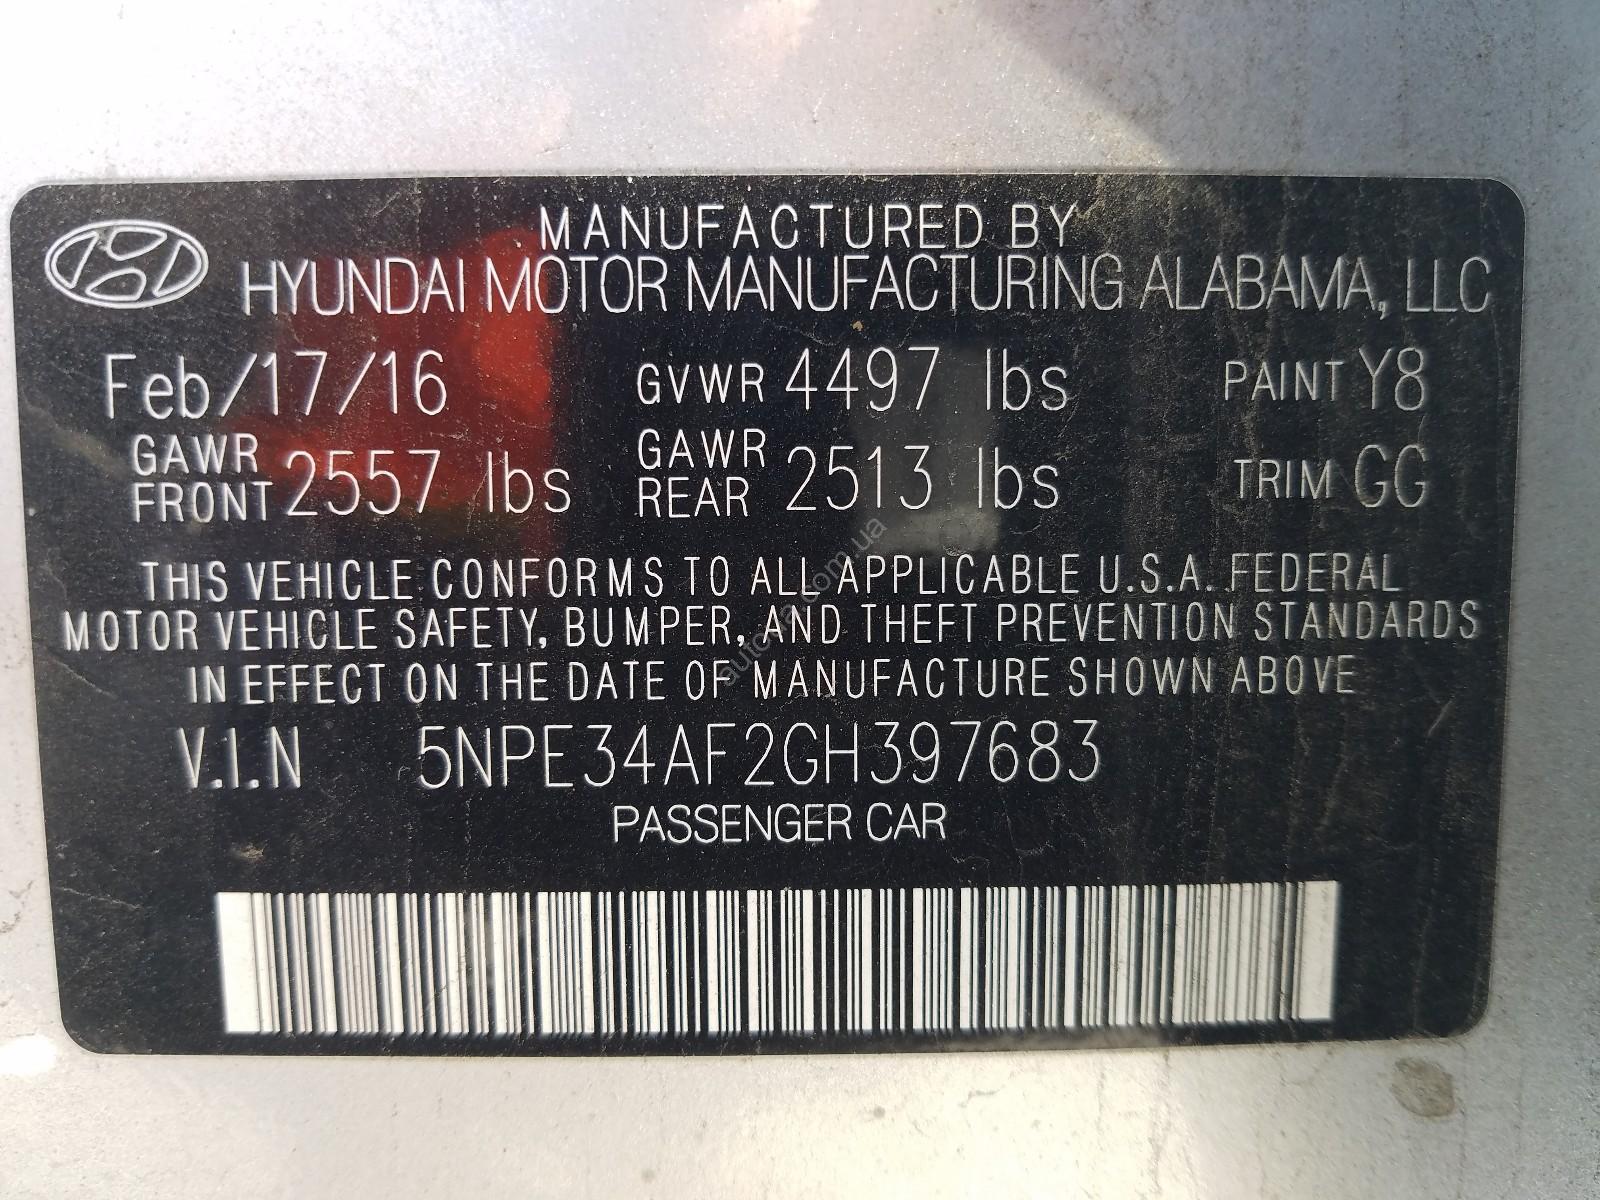 MANUFACTURED BY
HYUNDAI MOTOR MANUFACTURING ALABAMA, LLC
Feb/17/16 GVWR 4497 lbs PAINT Y8
GAWR FRONT 2557 lbs GAWR REAR 2513 lbs TRIM GG
THIS VEHICLE CONFORMS TO ALL APPLICABLE U.S.A. FEDERAL
MOTOR VEHICLE SAFETY, BUMPER, AND THEFT PREVENTION STANDARDS
IN EFFECT ON THE DATE OF MANUFACTURE SHOWN ABOVE
V.I.N 5NPE34AF2GH397683
PASSENGER CAR